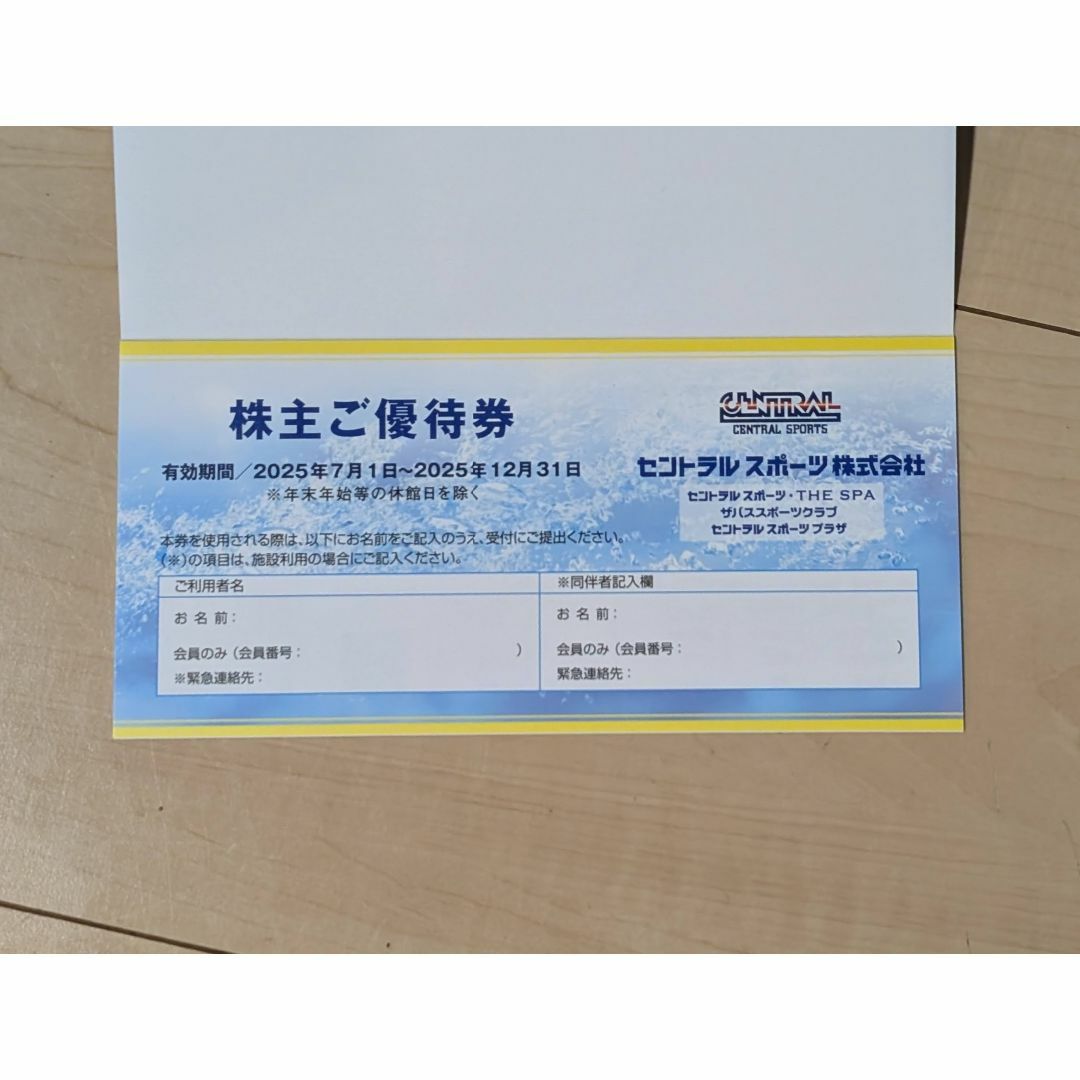 株主ご優待券
有効期間／2025年7月1日～2025年12月31日
※年末年始等の休館日を除く
CENTRAL
CENTRAL SPORTS
セントラルスポーツ株式会社
セントラルスポーツ・THE SPA
ザバススポーツクラブ
セントラルスポーツプラザ
本券を使用される際は、以下にお名前をご記入のうえ、受付にご提出ください。
（※）の項目は、施設利用の場合にご記入ください。
ご利用者名
お 名 前：
会員のみ（会員番号： ）
※緊急連絡先：
※同伴者記入欄
お 名 前：
会員のみ（会員番号： ）
緊急連絡先：